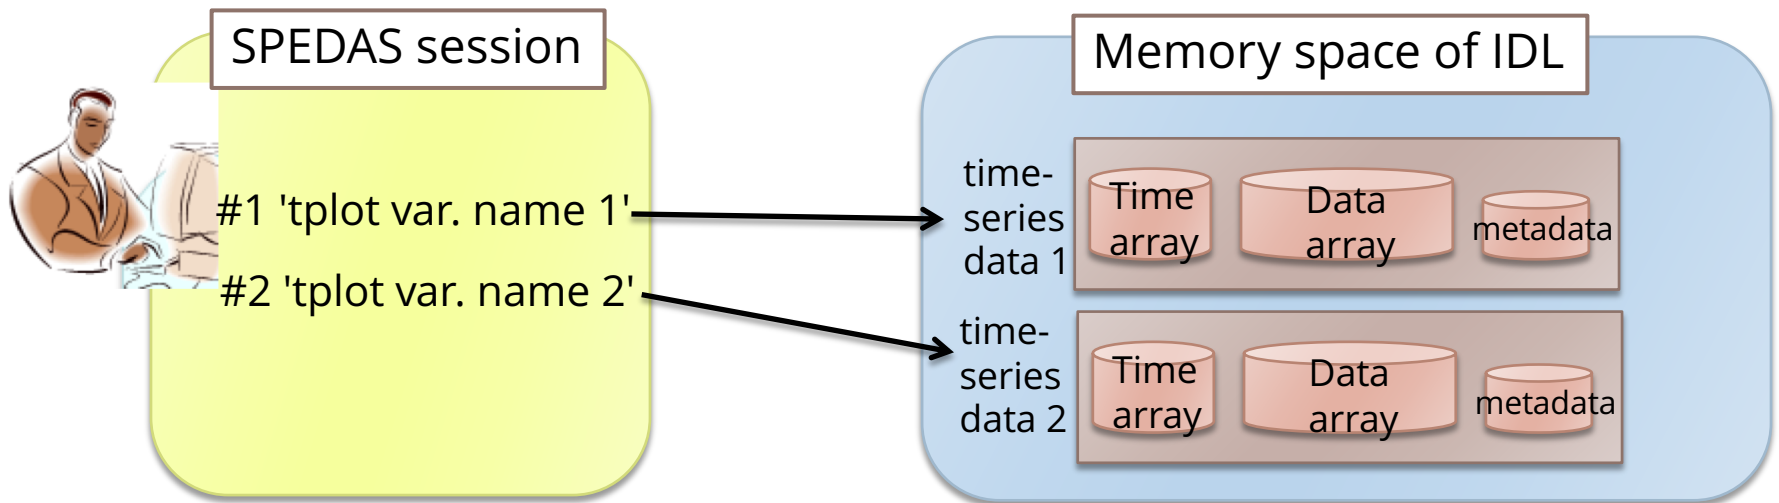 SPEDAS session
#1 'tplot var. name 1'
#2 'tplot var. name 2'
Memory space of IDL
time-
series
data 1
Time
array
Data
array
metadata
time-
series
data 2
Time
array
Data
array
metadata